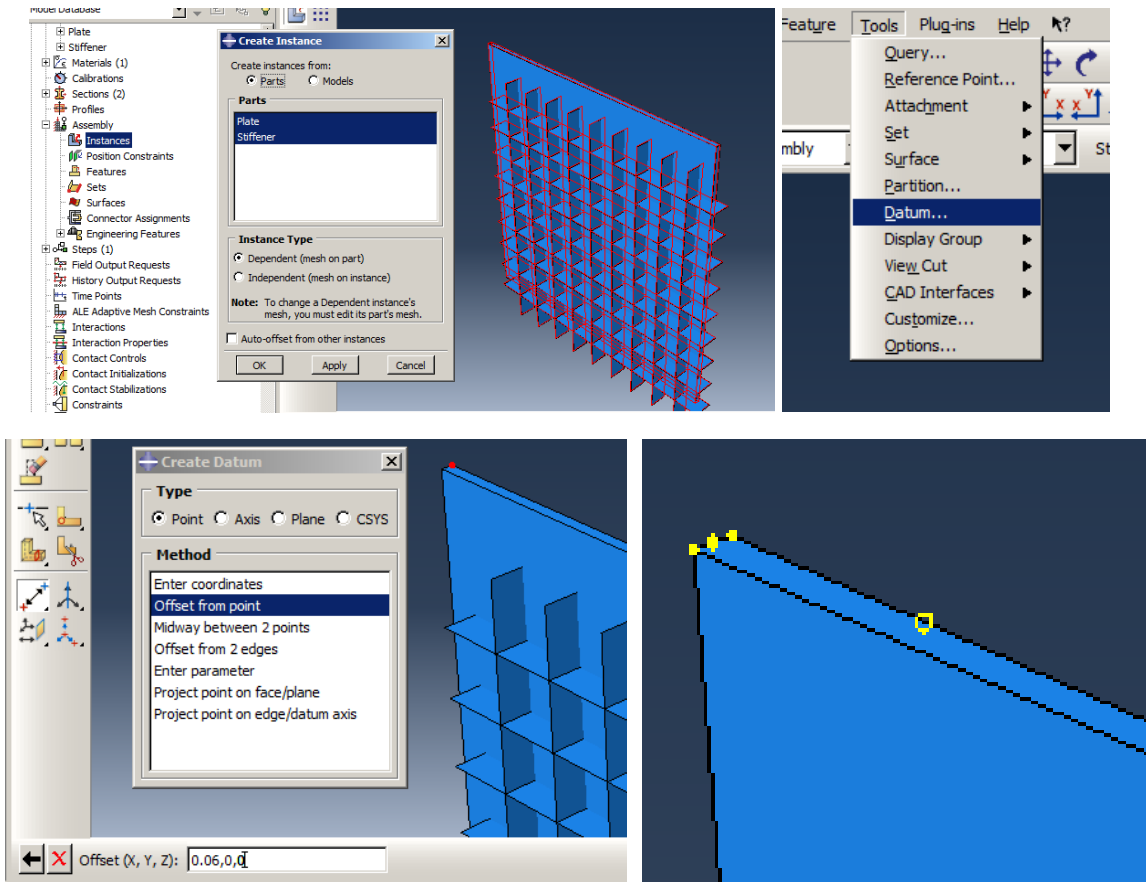 Model Database
Plate
Stiffener
Materials (1)
Calibrations
Sections (2)
Profiles
Assembly
Instances
Position Constraints
Features
Sets
Surfaces
Connector Assignments
Engineering Features
Steps (1)
Field Output Requests
History Output Requests
Time Points
ALE Adaptive Mesh Constraints
Interactions
Interaction Properties
Contact Controls
Contact Initializations
Contact Stabilizations
Constraints
Create Instance
Create instances from:
Parts Models
Parts
Plate
Stiffener
Instance Type
Dependent (mesh on part)
Independent (mesh on instance)
Note: To change a Dependent instance's
mesh, you must edit its part's mesh.
Auto-offset from other instances
OK Apply Cancel
Feature Tools Plug-ins Help
Query...
Reference Point...
Attachment
Set
Surface
Partition...
Datum...
Display Group
View Cut
CAD Interfaces
Customize...
Options...
mbly
St
Y X X Y
Create Datum
Type
Point Axis Plane CSYS
Method
Enter coordinates
Offset from point
Midway between 2 points
Offset from 2 edges
Enter parameter
Project point on face/plane
Project point on edge/datum axis
Offset (X, Y, Z): 0.06,0,0